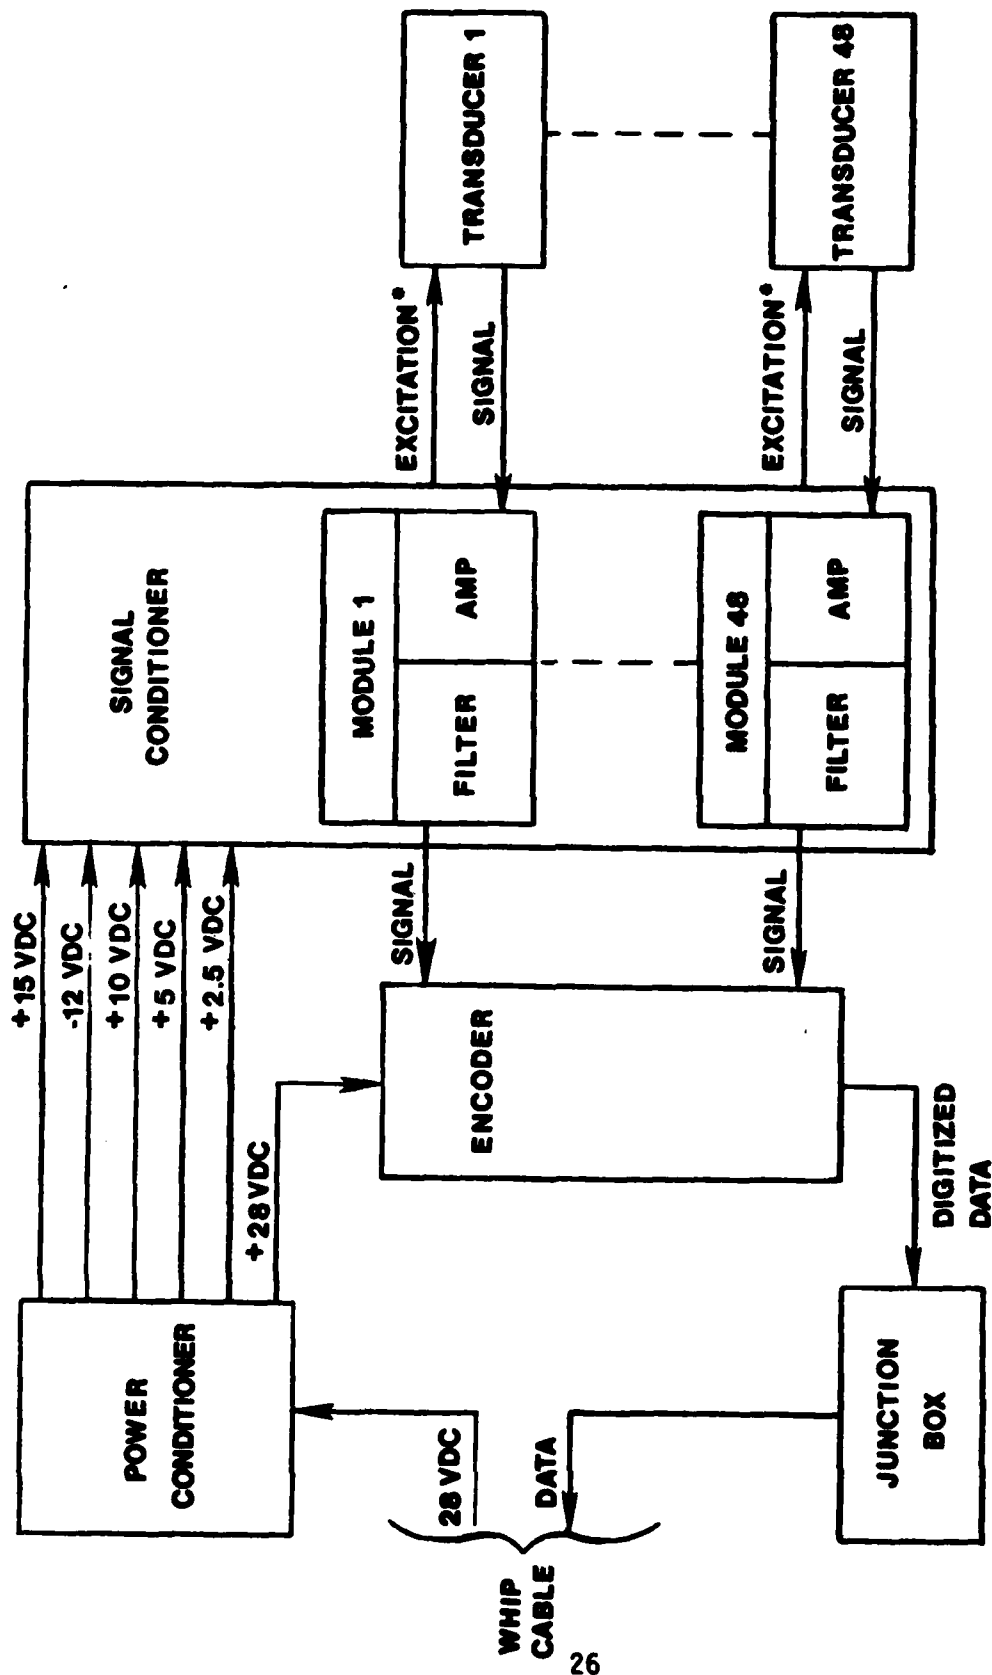 POWER
CONDITIONER
+15 VDC
-12 VDC
+10 VDC
+5 VDC
+2.5 VDC
+28 VDC
SIGNAL
CONDITIONER
MODULE 1
FILTER
AMP
MODULE 48
FILTER
AMP
EXCITATION*
SIGNAL
TRANSDUCER 1
EXCITATION*
SIGNAL
TRANSDUCER 48
SIGNAL
SIGNAL
ENCODER
DIGITIZED
DATA
JUNCTION
BOX
28 VDC
DATA
WHIP
CABLE
26